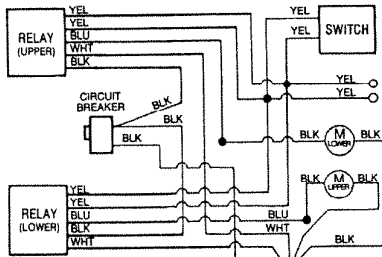 YEL
YEL
BLU
WHT
BLK
RELAY
(UPPER)
YEL
YEL
SWITCH
CIRCUIT
BREAKER
BLK
BLK
YEL
YEL
BLK
M
LOWER
BLK
BLK
M
UPPER
BLK
RELAY
(LOWER)
YEL
YEL
BLU
BLK
WHT
BLU
WHT
BLK